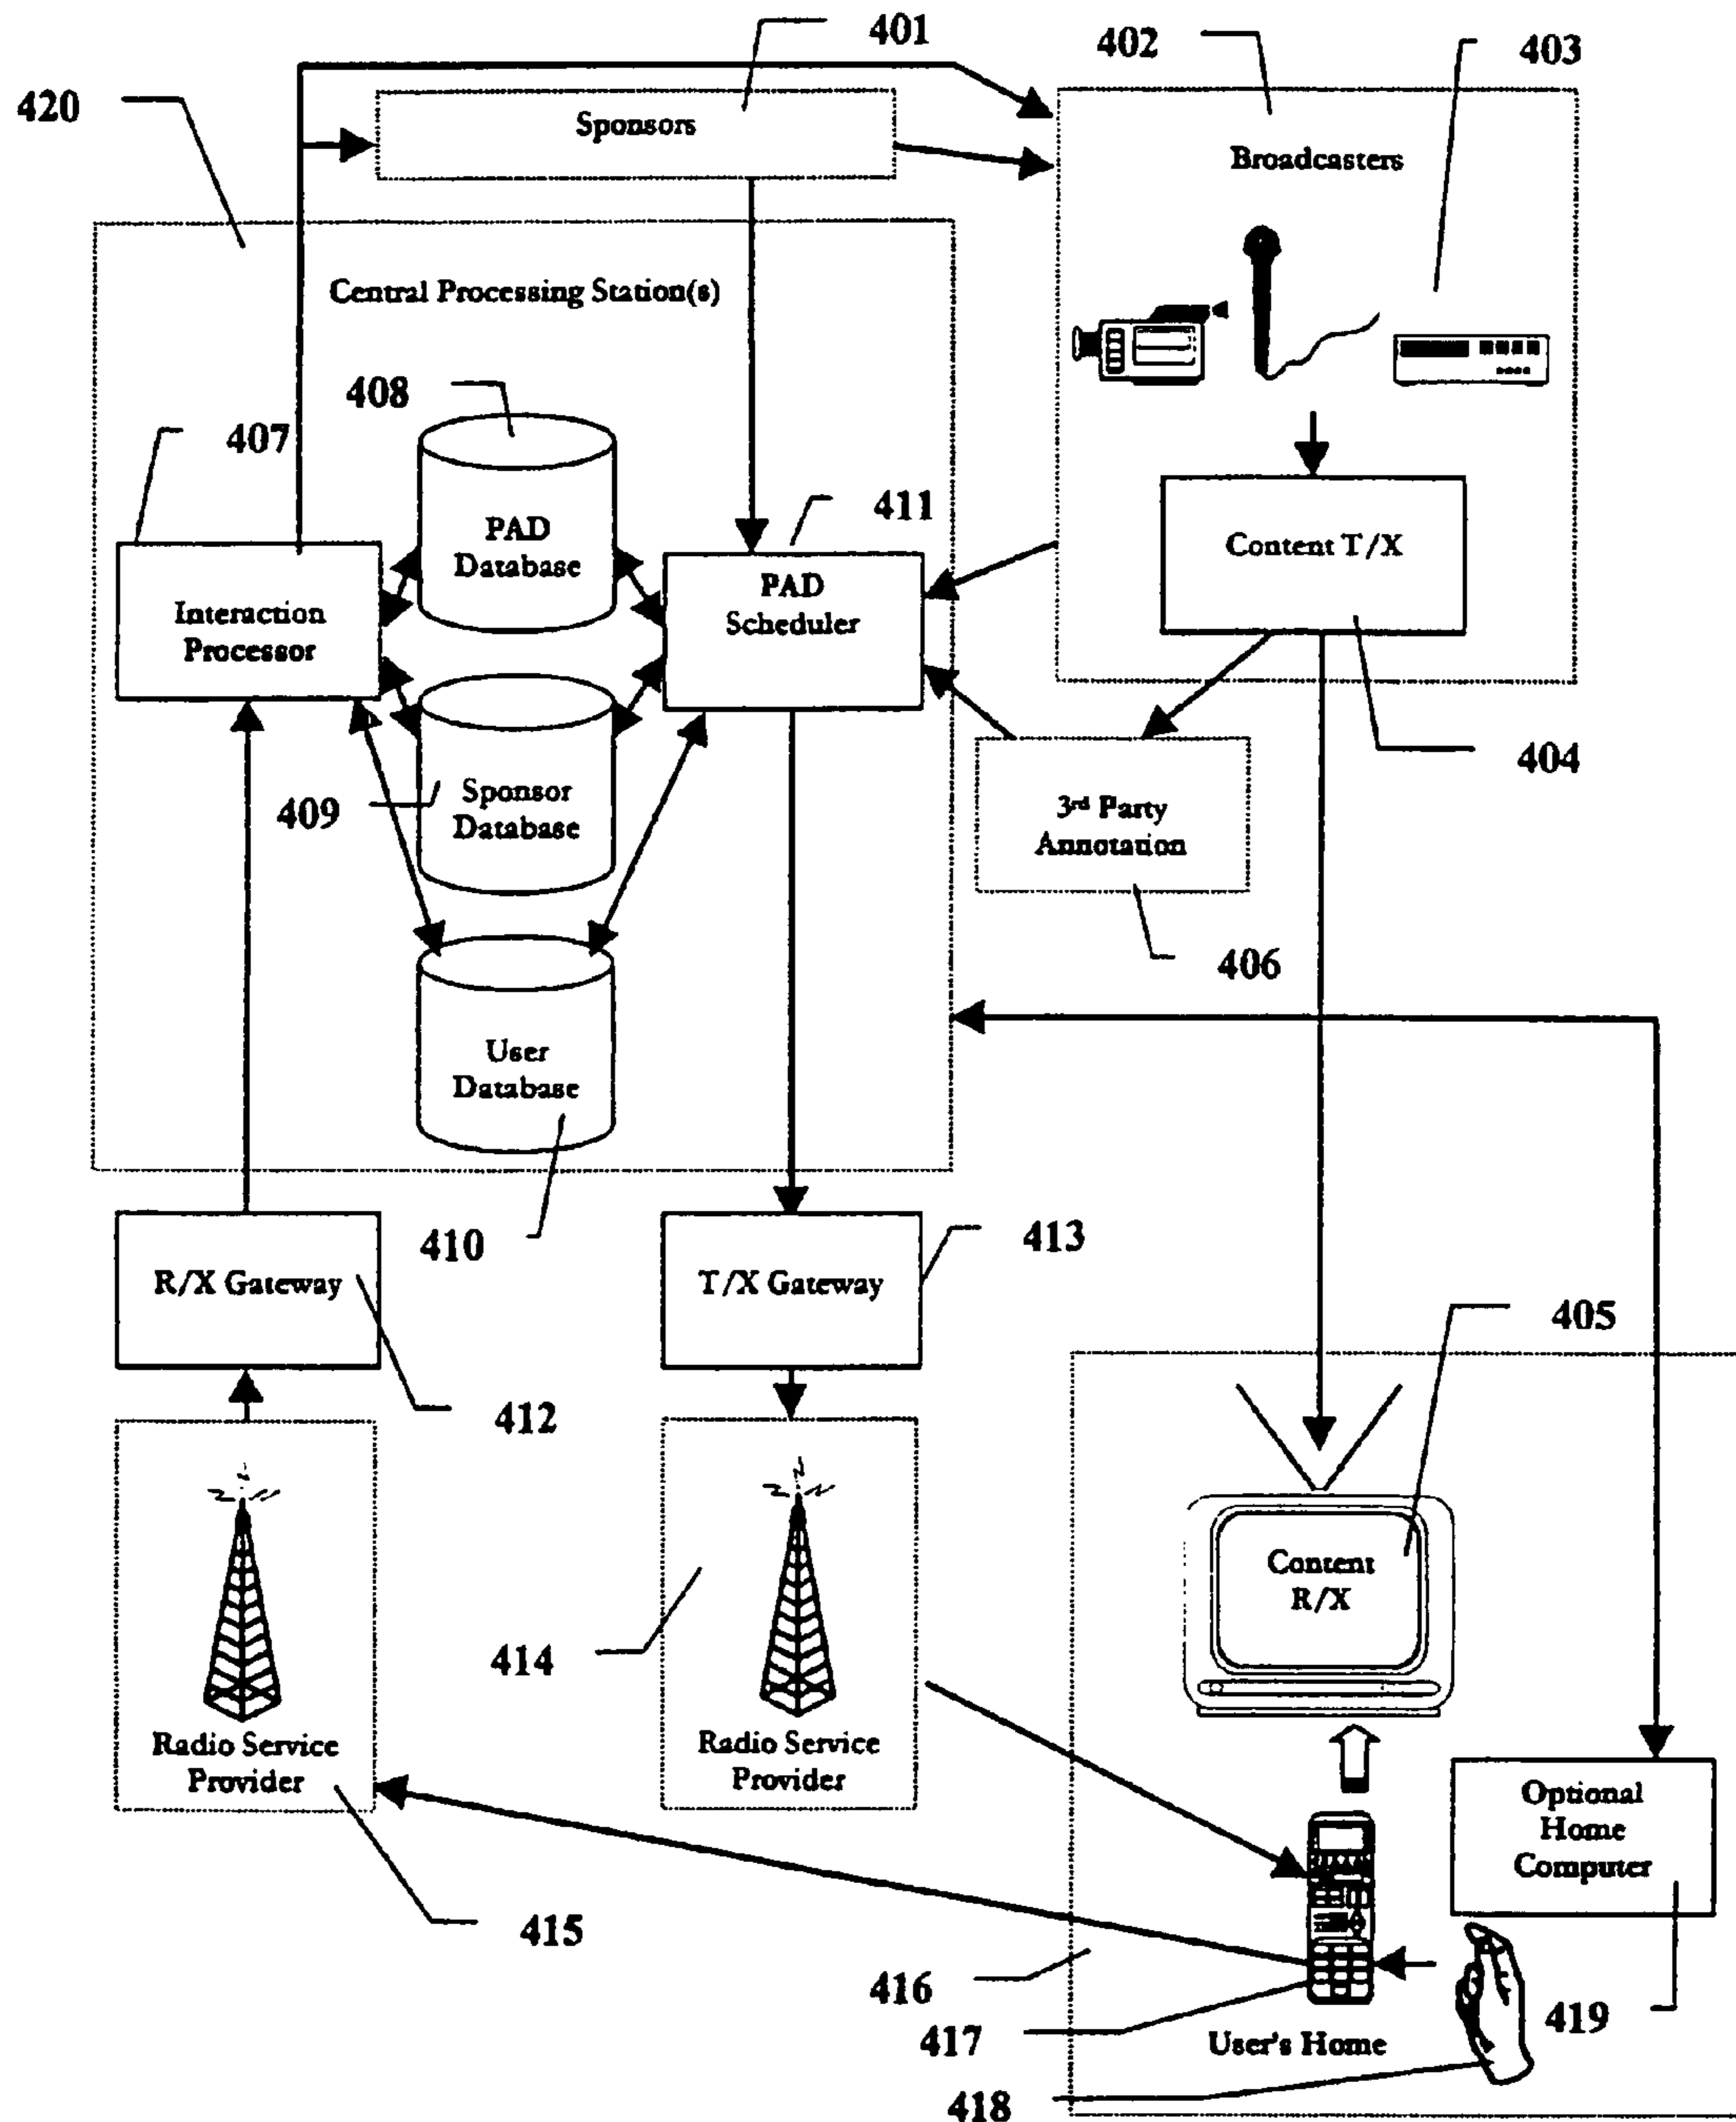 401
402
403
420
Sponsors
Broadcasters
Central Processing Station(s)
408
407
411
PAD
Database
PAD
Scheduler
Content T/X
Interaction
Processor
404
409
Sponsor
Database
3rd Party
Annotation
406
User
Database
410
413
R/X Gateway
T/X Gateway
405
412
Content
R/X
414
Radio Service
Provider
Radio Service
Provider
Optional
Home
Computer
415
416
417
User's Home
419
418